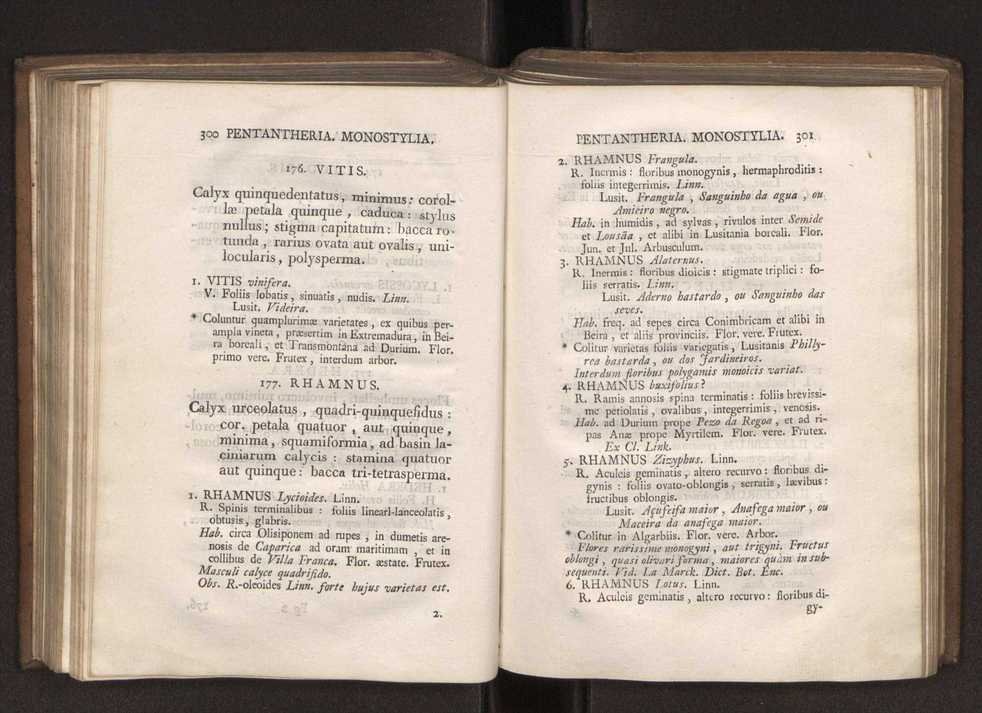 300 PENTANTHERIA. MONOSTYLIA.
176. VITIS.
Calyx quinquedentatus, minimus: corol-
læ petala quinque, caduca: stylus
nullus; stigma capitatum: bacca ro-
tunda, rarius ovata aut ovalis, uni-
locularis, polysperma.
1. VITIS vinifera.
V. Foliis lobatis, sinuatis, nudis. Linn.
Lusit. Videira.
* Coluntur quamplurimæ varietates, ex quibus per-
ampla vineta, præsertim in Extremadura, in Bei-
ra boreali, et Transmontana ad Durium. Flor.
primo vere. Frutex, interdum arbor.
177. RHAMNUS.
Calyx urceolatus, quadri-quinquefidus:
cor. petala quatuor, aut quinque,
minima, squamiformia, ad basin la-
ciniarum calycis: stamina quatuor
aut quinque: bacca tri-tetrasperma.
1. RHAMNUS Lycioides. Linn.
R. Spinis terminalibus: foliis lineari-lanceolatis,
obtusis, glabris.
Hab. circa Olisiponem ad rupes, in dumetis are-
nosis de Caparica ad oram maritimam, et in
collibus de Villa Franca. Flor. æstate. Frutex.
Masculi calyce quadrifido.
Obs. R.-oleoides Linn. forte hujus varietas est.
2.
PENTANTHERIA. MONOSTYLIA. 301
2. RHAMNUS Frangula.
R. Inermis: floribus monogynis, hermaphroditis:
foliis integerrimis. Linn.
Lusit. Frangula, Sanguinho da agua, ou
Amieiro negro.
Hab. in humidis, ad sylvas, rivulos inter Semide
et Lousãa, et alibi in Lusitania boreali. Flor.
Jun. et Jul. Arbusculum.
3. RHAMNUS Alaternus.
R. Inermis: floribus dioicis: stigmate triplici: fo-
liis serratis. Linn.
Lusit. Aderno bastardo, ou Sanguinho das
seves.
Hab. freq. ad sepes circa Conimbricam et alibi in
Beira, et aliis provinciis. Flor. vere. Frutex.
* Colitur varietas foliis variegatis, Lusitanis Philly-
rea bastarda, ou dos Jardineiros.
Interdum floribus polygamis monoicis variat.
4. RHAMNUS buxifolius?
R. Ramis annosis spina terminatis: foliis brevissi-
me petiolatis, ovalibus, integerrimis, venosis.
Hab. ad Durium prope Pezo da Regoa, et ad ri-
pas Anæ prope Myrtilem. Flor. vere. Frutex.
Ex Cl. Link.
5. RHAMNUS Zizyphus. Linn.
R. Aculeis geminatis, altero recurvo: floribus di-
gynis: foliis ovato-oblongis, serratis, lævibus:
fructibus oblongis.
Lusit. Açufeifa maior, Anafega maior, ou
Maceira da anafega maior.
* Colitur in Algarbiis. Flor. vere. Arbor.
Flores rarissime monogyni, aut trigyni. Fructus
oblongi, quasi olivari forma, maiores quàm in sub-
sequenti. Vid. La Marck. Dict. Bot. Enc.
6. RHAMNUS Lotus. Linn.
R. Aculeis geminatis, altero recurvo: floribus di-
gy-